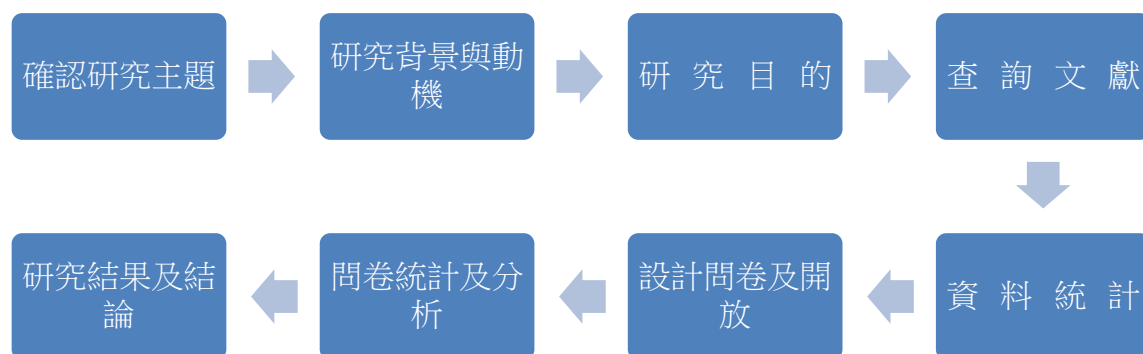 確認研究主題
研究背景與動
機
研究目的
查詢文獻
資料統計
設計問卷及開
放
問卷統計及分
析
研究結果及結
論